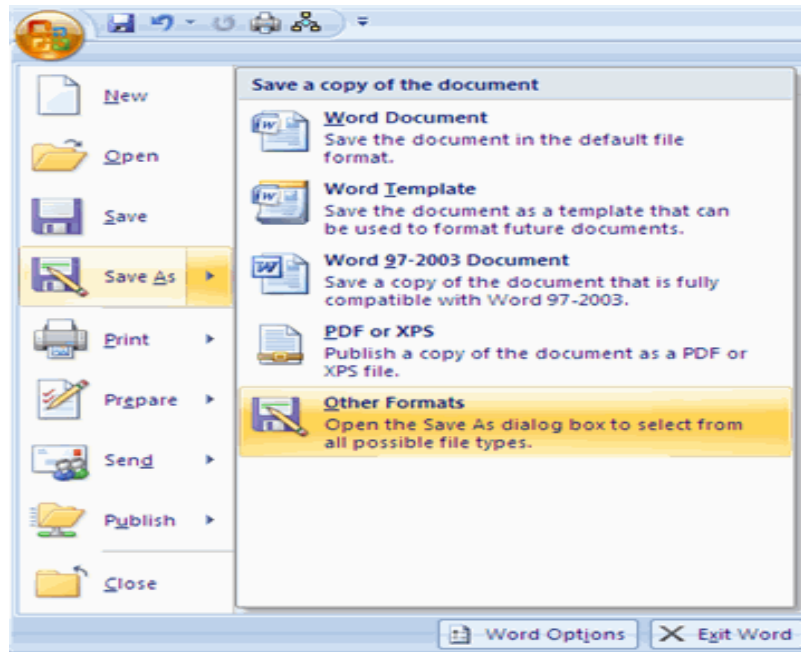 New
Open
Save
Save As
Print
Prepare
Send
Publish
Close
Save a copy of the document
Word Document
Save the document in the default file
format.
Word Template
Save the document as a template that can
be used to format future documents.
Word 97-2003 Document
Save a copy of the document that is fully
compatible with Word 97-2003.
PDF or XPS
Publish a copy of the document as a PDF or
XPS file.
Other Formats
Open the Save As dialog box to select from
all possible file types.
Word Options
Exit Word